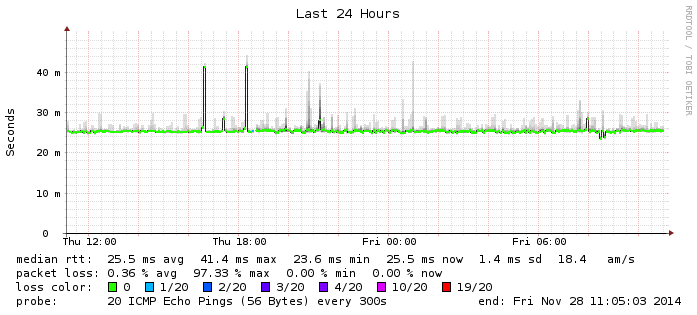 Last 24 Hours
RRDTOOL / TOBI OETIKER
Seconds
40 m
30 m
20 m
10 m
0
Thu 12:00 Thu 18:00 Fri 00:00 Fri 06:00
median rtt: 25.5 ms avg 41.4 ms max 23.6 ms min 25.5 ms now 1.4 ms sd 18.4 am/s
packet loss: 0.36 % avg 97.33 % max 0.00 % min 0.00 % now
loss color: 0 1/20 2/20 3/20 4/20 10/20 19/20
probe: 20 ICMP Echo Pings (56 Bytes) every 300s end: Fri Nov 28 11:05:03 2014